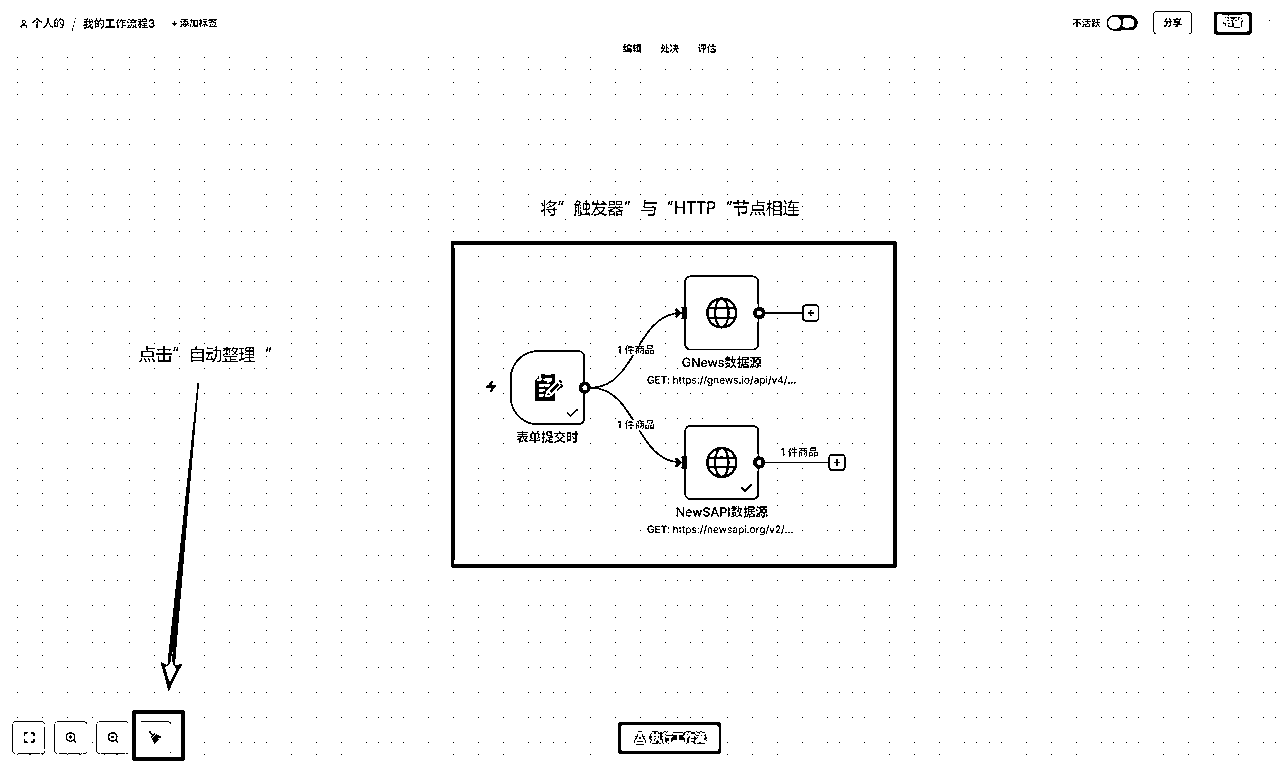 个人的 / 我的工作流程3 + 添加标签
不活跃 分享
编辑 处决 评估
将“触发器”与“HTTP“节点相连
点击“自动整理“
1 件商品
GNews数据源
GET: https://gnews.io/api/v4/...
表单提交时
1 件商品
1 件商品
NewSAPI数据源
GET: https://newsapi.org/v2/...
执行工作流